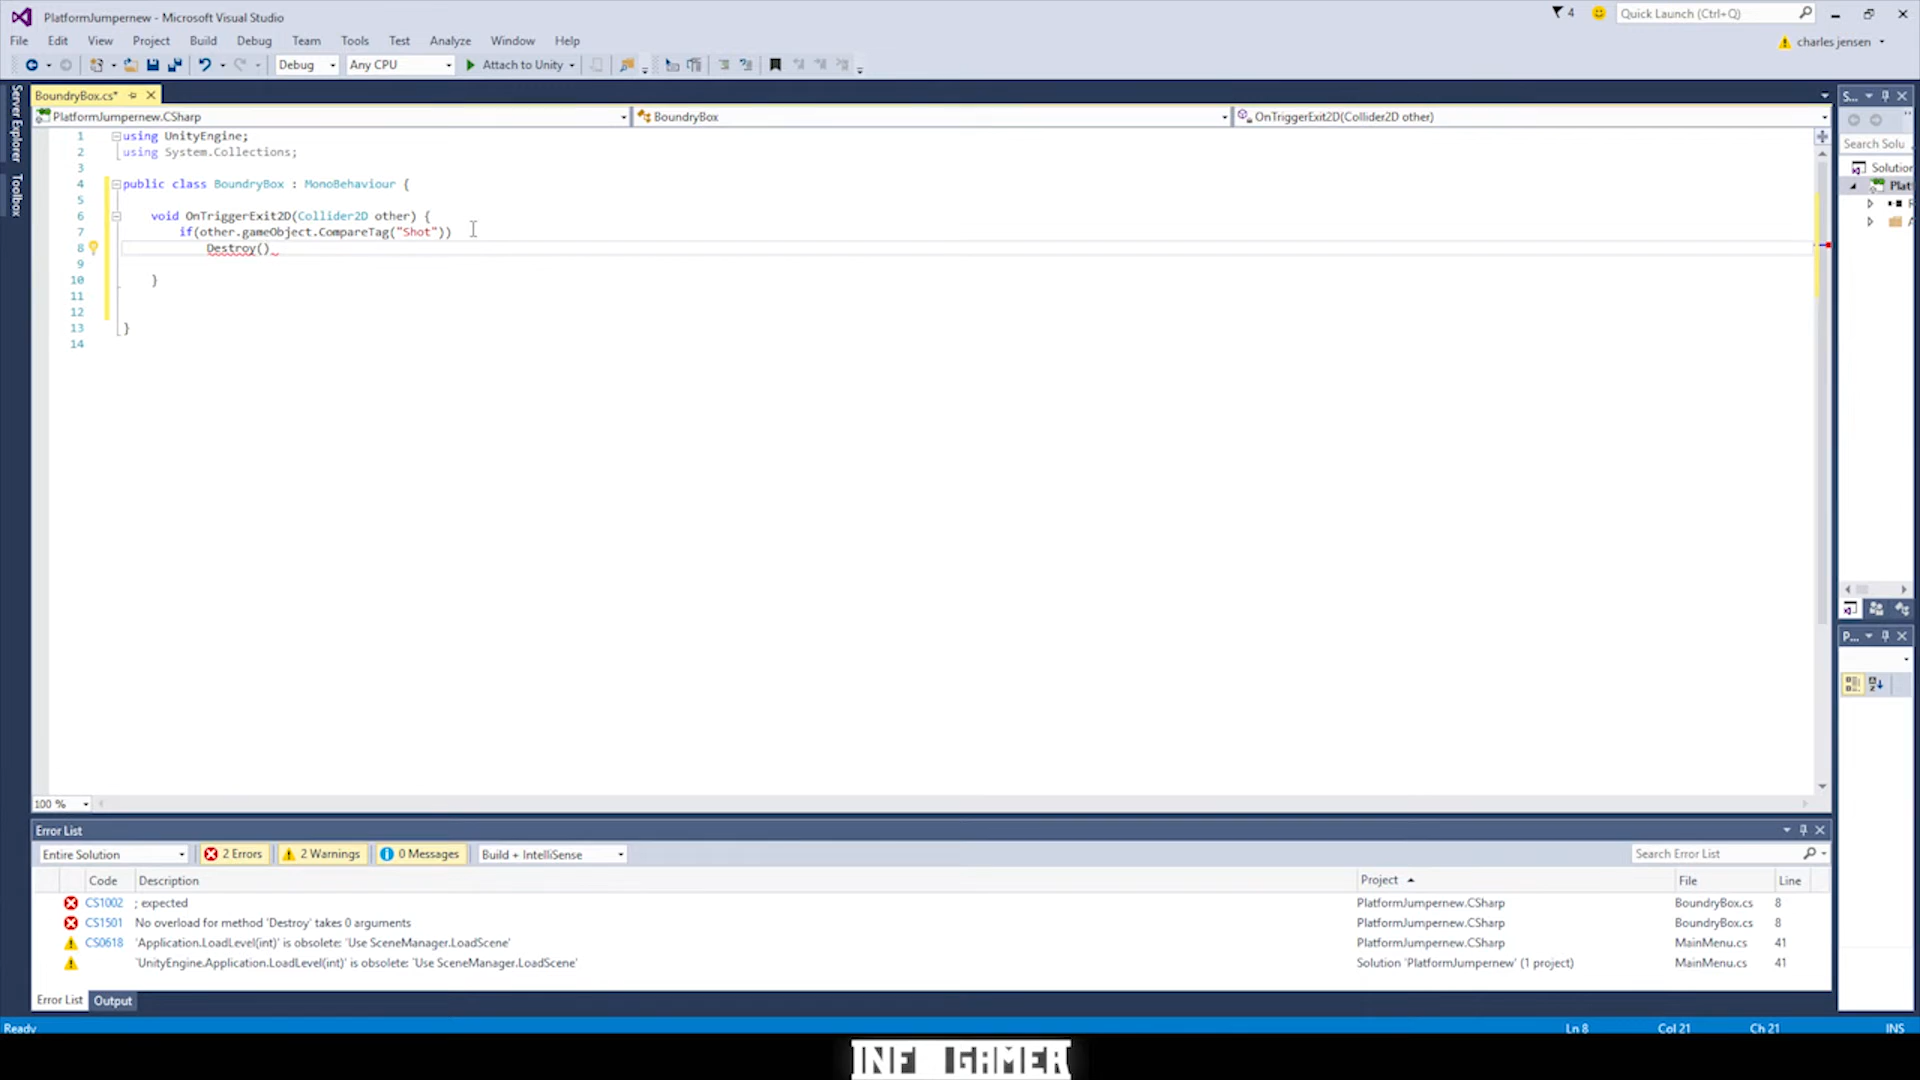 PlatformJumpernew - Microsoft Visual Studio
4
Quick Launch (Ctrl+Q)
File Edit View Project Build Debug Team Tools Test Analyze Window Help
charles jensen
Debug
Any CPU
Attach to Unity
Server Explorer
Toolbox
BoundryBox.cs*
S...
PlatformJumpernew.CSharp
BoundryBox
OnTriggerExit2D(Collider2D other)
Search Solu
Solution
Plat
1 using UnityEngine;
2 using System.Collections;
3
4 public class BoundryBox : MonoBehaviour {
5
6 void OnTriggerExit2D(Collider2D other) {
7 if(other.gameObject.CompareTag("Shot"))
8 Destroy()
9
10 }
11
12
13 }
14
P...
100 %
Error List
Entire Solution
2 Errors
2 Warnings
0 Messages
Build + IntelliSense
Search Error List
Code Description Project File Line
CS1002 ; expected PlatformJumpernew.CSharp BoundryBox.cs 8
CS1501 No overload for method 'Destroy' takes 0 arguments PlatformJumpernew.CSharp BoundryBox.cs 8
CS0618 'Application.LoadLevel(int)' is obsolete: 'Use SceneManager.LoadScene' PlatformJumpernew.CSharp MainMenu.cs 41
'UnityEngine.Application.LoadLevel(int)' is obsolete: 'Use SceneManager.LoadScene' Solution 'PlatformJumpernew' (1 project) MainMenu.cs 41
Error List Output
Ready
Ln 8 Col 21 Ch 21 INS
INF GAMER